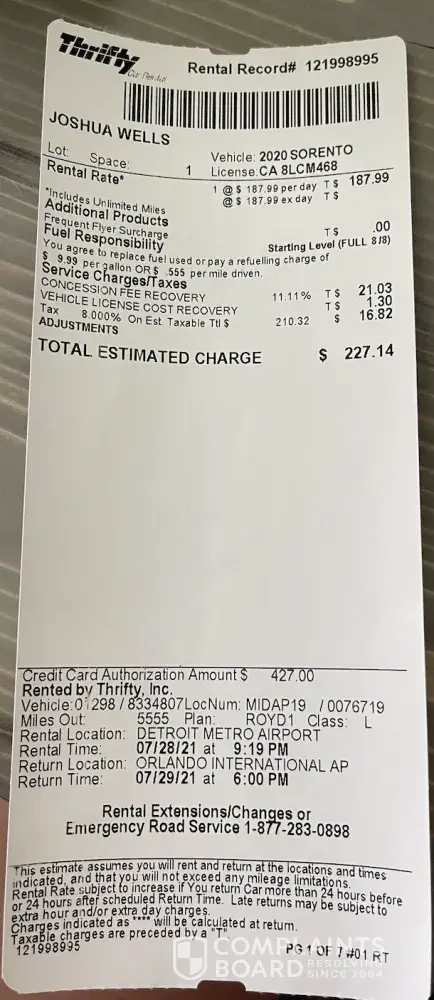 Thrifty
Car Rental
Rental Record# 121998995
JOSHUA WELLS
Lot: Space: 1 Vehicle: 2020 SORENTO
License: CA 8LCM468
Rental Rate* 1 @ $ 187.99 per day T $ 187.99
@ $ 187.99 ex day T $
*Includes Unlimited Miles
Additional Products
Frequent Flyer Surcharge T $ .00
Fuel Responsibility Starting Level (FULL 8/8)
You agree to replace fuel used or pay a refuelling charge of
$ 9.99 per gallon OR $ .555 per mile driven.
Service Charges/Taxes
CONCESSION FEE RECOVERY 11.11% T $ 21.03
VEHICLE LICENSE COST RECOVERY T $ 1.30
Tax 8.000% On Est. Taxable Ttl $ 210.32 $ 16.82
ADJUSTMENTS
TOTAL ESTIMATED CHARGE $ 227.14
Credit Card Authorization Amount $ 427.00
Rented by Thrifty, Inc.
Vehicle: 01298 / 8334807 LocNum: MIDAP19 / 0076719
Miles Out: 5555 Plan: ROYD1 Class: L
Rental Location: DETROIT METRO AIRPORT
Rental Time: 07/28/21 at 9:19 PM
Return Location: ORLANDO INTERNATIONAL AP
Return Time: 07/29/21 at 6:00 PM
Rental Extensions/Changes or
Emergency Road Service 1-877-283-0898
This estimate assumes you will rent and return at the locations and times
indicated, and that you will not exceed any mileage limitations.
Rental Rate subject to increase if You return Car more than 24 hours before
or 24 hours after scheduled Return Time. Late returns may be subject to
extra hour and/or extra day charges.
Charges indicated as "***" will be calculated at return.
Taxable charges are preceded by a "T"
121998995 PG 1 OF 1 #01 RT
COMPLAINTS
BOARD RESOLVING
SINCE 2004